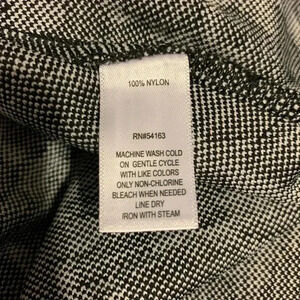 100% NYLON
RN#54163
MACHINE WASH COLD
ON GENTLE CYCLE
WITH LIKE COLORS
ONLY NON-CHLORINE
BLEACH WHEN NEEDED
LINE DRY
IRON WITH STEAM